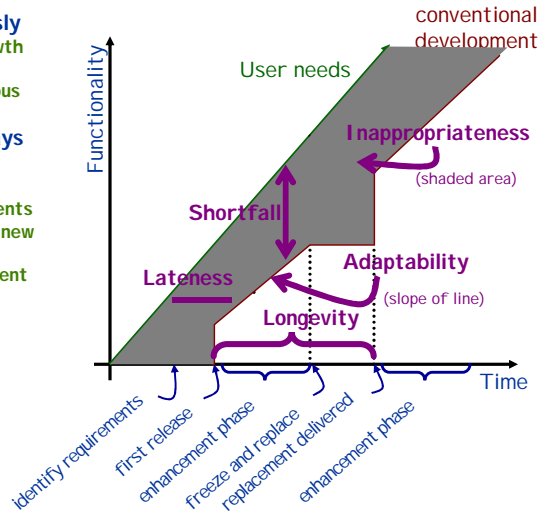 sly
wth
ous
ys
ents
new
ent
conventional
development
User needs
Functionality
Inappropriateness
(shaded area)
Shortfall
Adaptability
(slope of line)
Lateness
Longevity
Time
identify requirements
first release
enhancement phase
freeze and replace
replacement delivered
enhancement phase